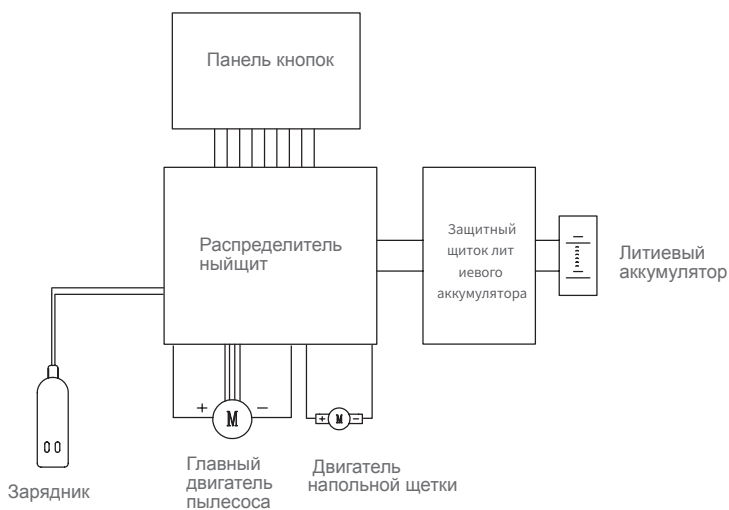 Панель кнопок
Распределитель
ныйщит
Защитный
щиток лит
иевого
аккумулятора
Литиевый
аккумулятор
+ M −
+ M −
Зарядник
Главный
двигатель
пылесоса
Двигатель
напольной щетки